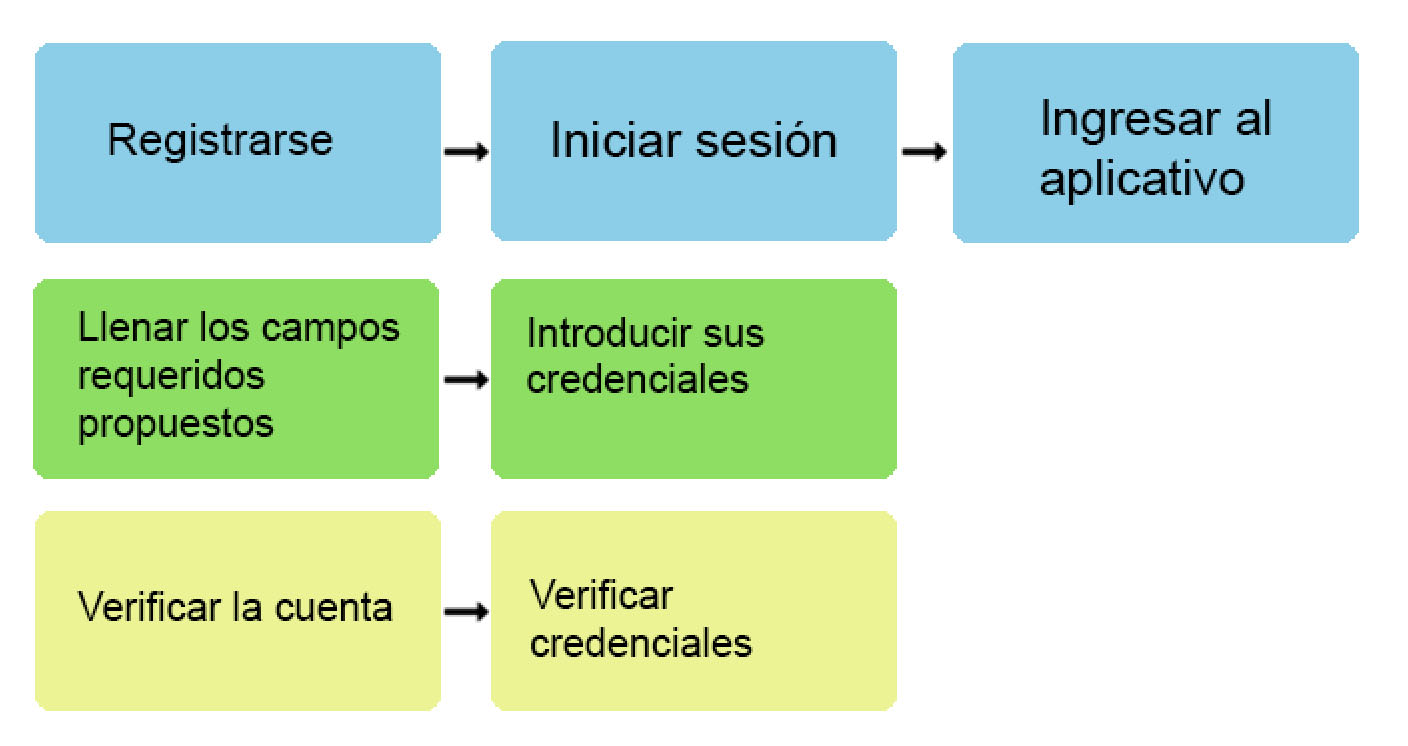 Registrarse
Iniciar sesión
Ingresar al
aplicativo
Llenar los campos
requeridos
propuestos
Introducir sus
credenciales
Verificar la cuenta
Verificar
credenciales